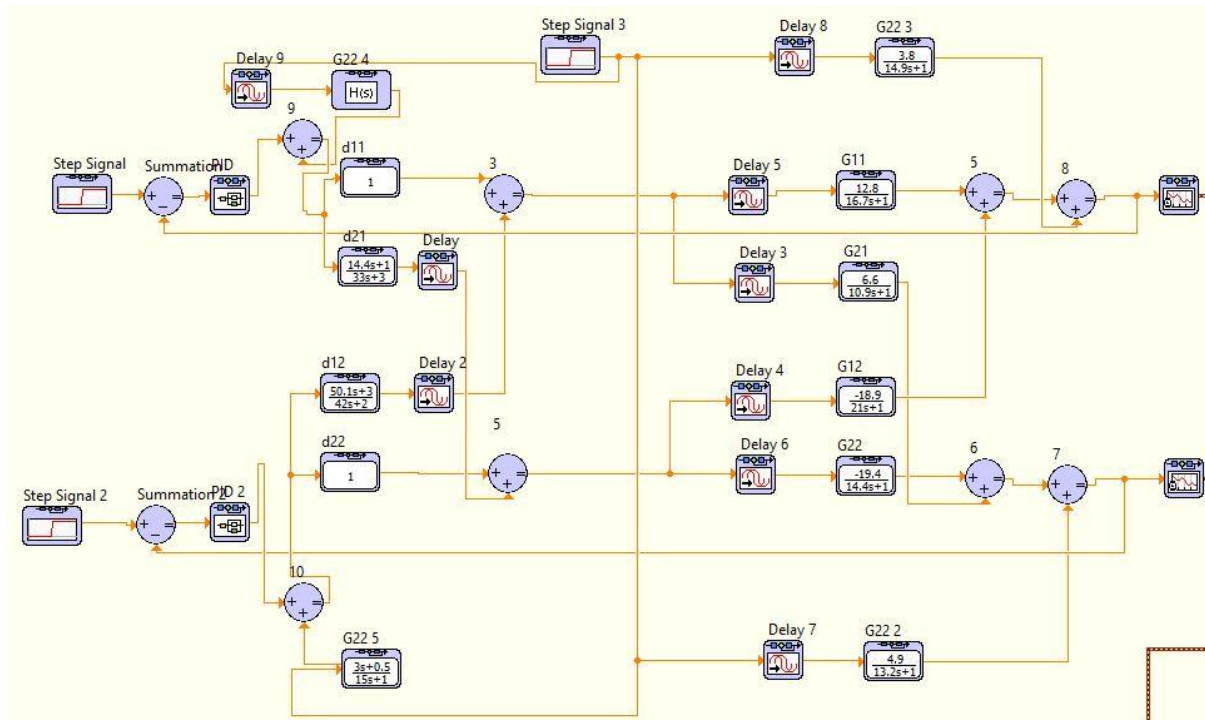 Step Signal 3
Delay 8
G22 3
3.8
14.9s+1
Delay 9
G22 4
H(s)
9
Step Signal
Summation
PID
d11
1
3
Delay 5
G11
12.8
16.7s+1
5
8
d21
14.4s+1
33s+3
Delay
Delay 3
G21
6.6
10.9s+1
d12
50.1s+3
42s+2
Delay 2
Delay 4
G12
-18.9
21s+1
d22
1
5
Delay 6
G22
-19.4
14.4s+1
6
7
Step Signal 2
Summation 2
PID 2
10
G22 5
3s+0.5
15s+1
Delay 7
G22 2
4.9
13.2s+1